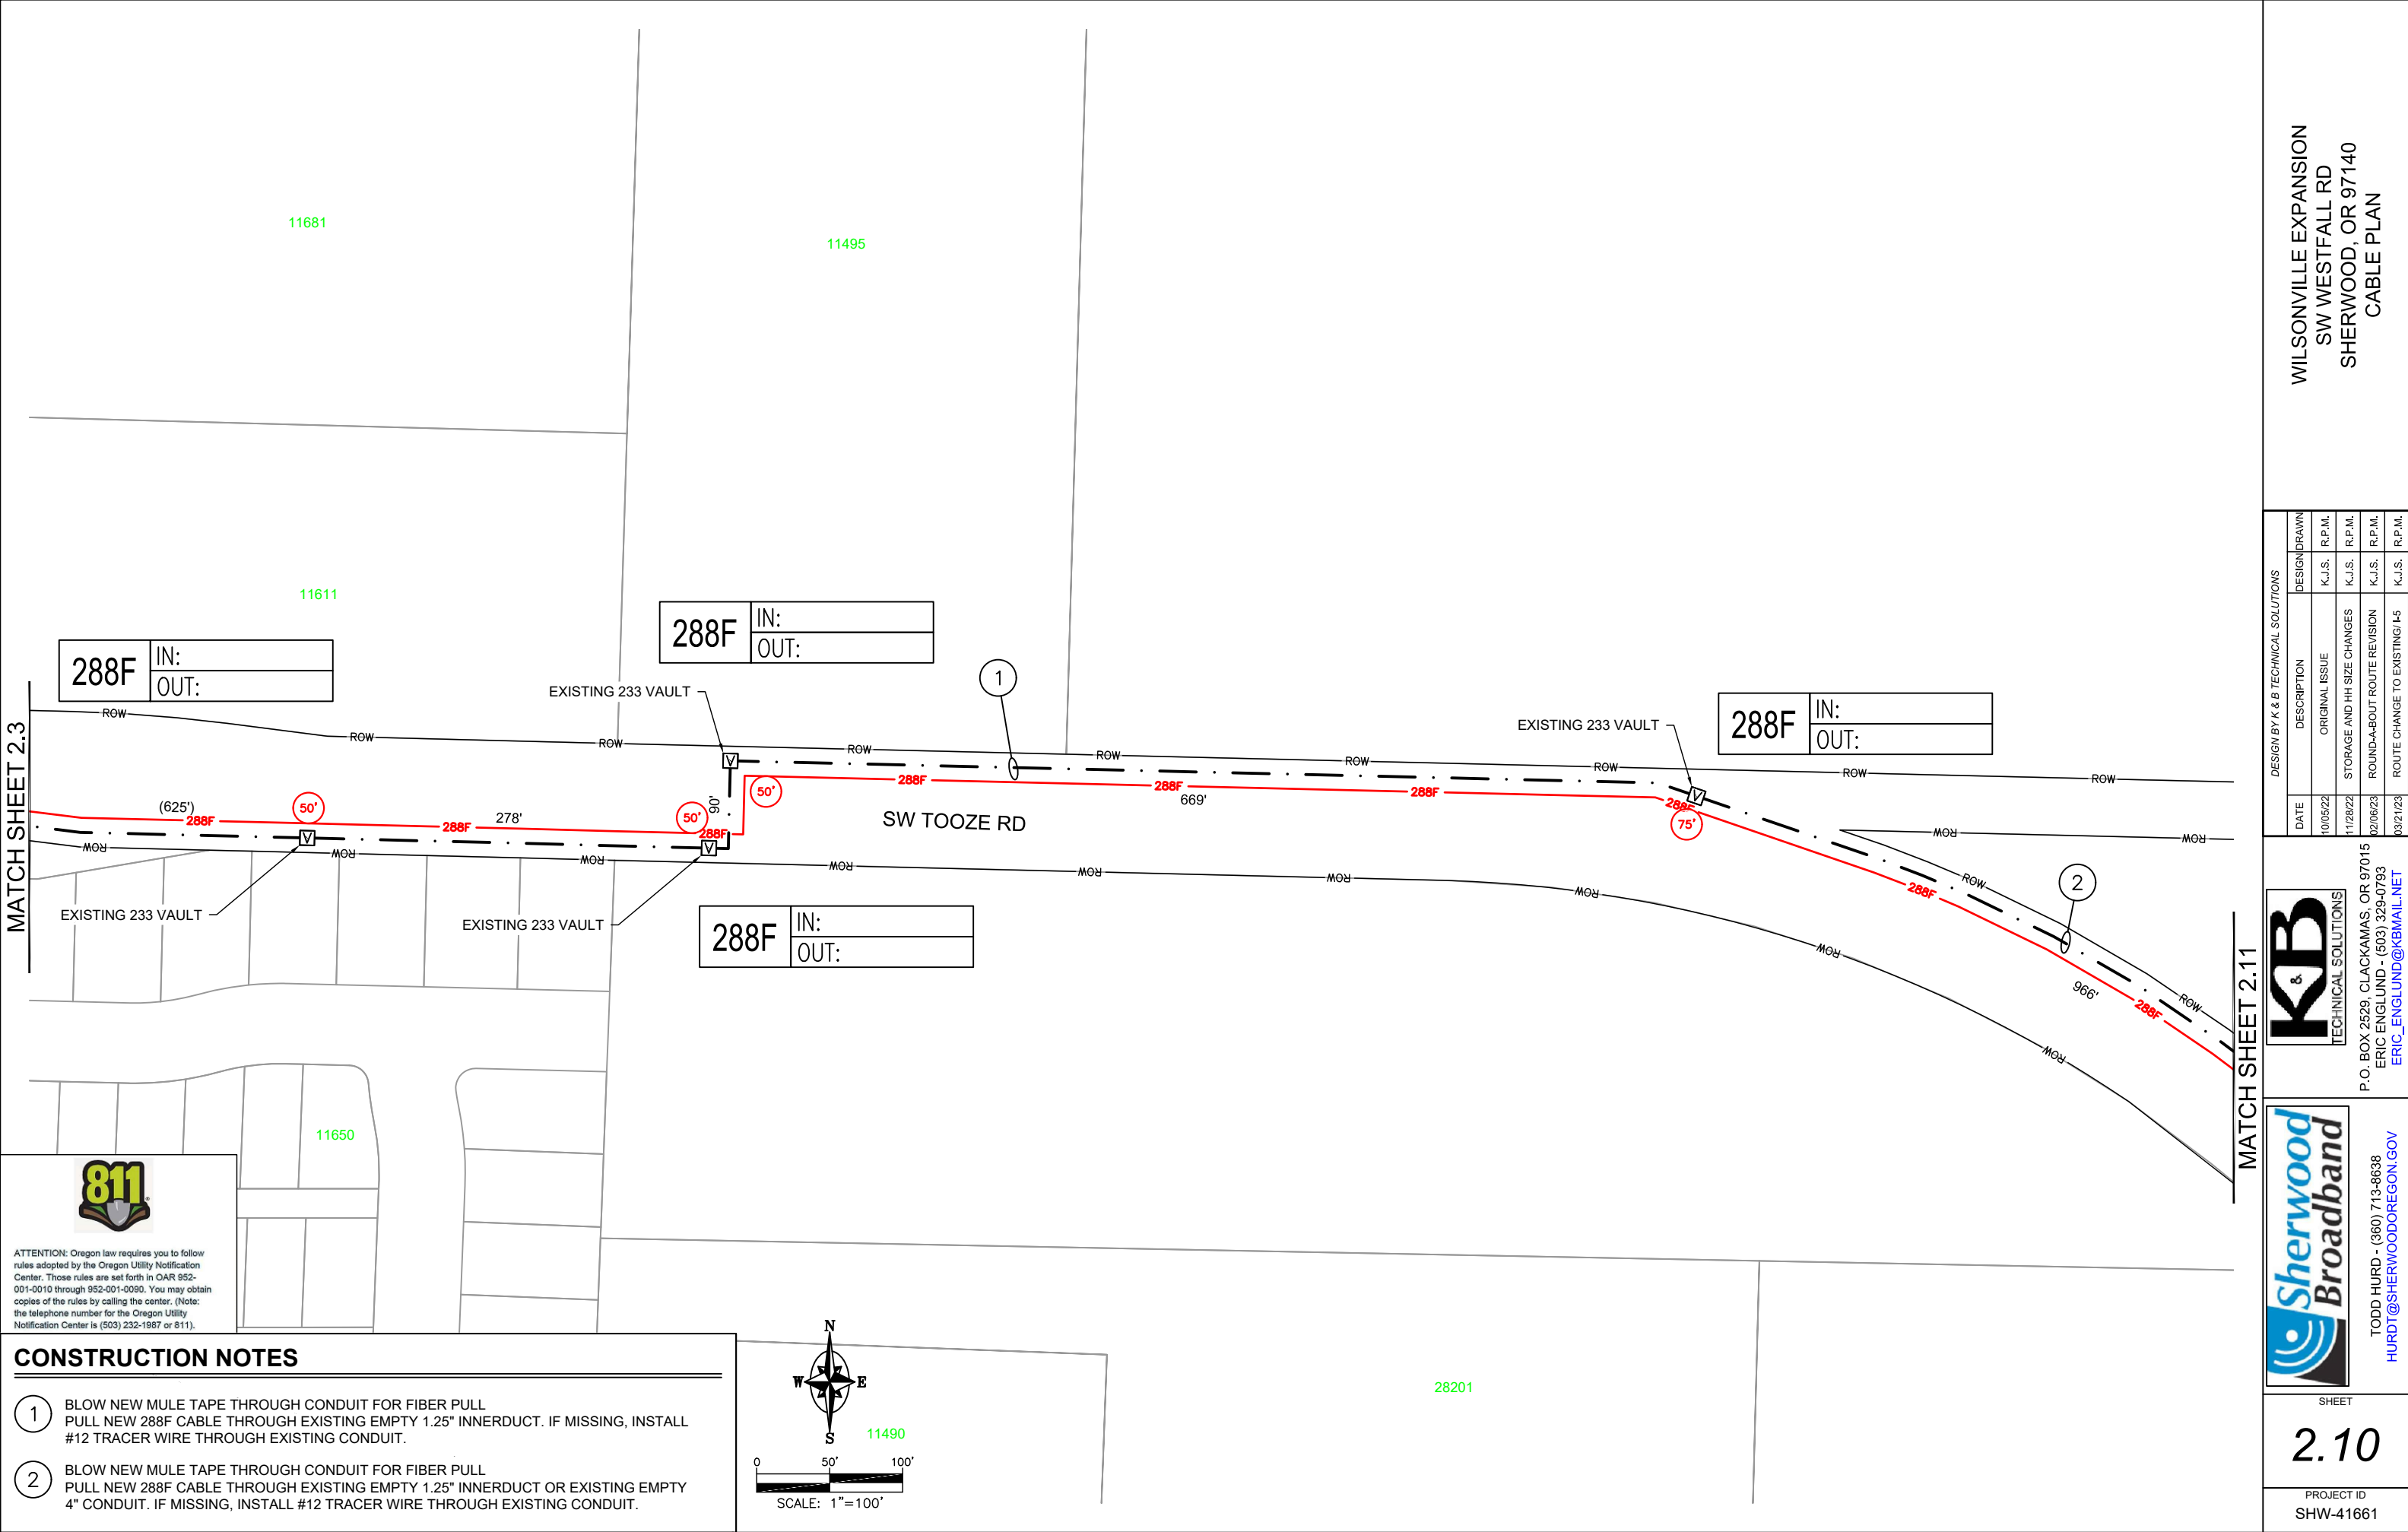 11681
11495
11611
288F
IN:
OUT:
288F
IN:
OUT:
EXISTING 233 VAULT
1
EXISTING 233 VAULT
288F
IN:
OUT:
MATCH SHEET 2.3
ROW
ROW
ROW
ROW
ROW
ROW
ROW
ROW
ROW
(625')
288F
50'
288F
278'
50'
288F
90'
50'
288F
288F
669'
288F
288F
75'
SW TOOZE RD
ROW
ROW
ROW
ROW
ROW
ROW
ROW
ROW
ROW
ROW
ROW
ROW
ROW
V
V
V
V
EXISTING 233 VAULT
EXISTING 233 VAULT
288F
IN:
OUT:
288F
2
966'
288F
MATCH SHEET 2.11
11650
811
ATTENTION: Oregon law requires you to follow
rules adopted by the Oregon Utility Notification
Center. Those rules are set forth in OAR 952-
001-0010 through 952-001-0090. You may obtain
copies of the rules by calling the center. (Note:
the telephone number for the Oregon Utility
Notification Center is (503) 232-1987 or 811).
CONSTRUCTION NOTES
1
BLOW NEW MULE TAPE THROUGH CONDUIT FOR FIBER PULL
PULL NEW 288F CABLE THROUGH EXISTING EMPTY 1.25" INNERDUCT. IF MISSING, INSTALL
#12 TRACER WIRE THROUGH EXISTING CONDUIT.
2
BLOW NEW MULE TAPE THROUGH CONDUIT FOR FIBER PULL
PULL NEW 288F CABLE THROUGH EXISTING EMPTY 1.25" INNERDUCT OR EXISTING EMPTY
4" CONDUIT. IF MISSING, INSTALL #12 TRACER WIRE THROUGH EXISTING CONDUIT.
N
W E
S
11490
0 50' 100'
SCALE: 1"=100'
28201
WILSONVILLE EXPANSION
SW WESTFALL RD
SHERWOOD, OR 97140
CABLE PLAN
DESIGN BY K & B TECHNICAL SOLUTIONS
DATE DESCRIPTION DESIGN DRAWN
10/05/22 ORIGINAL ISSUE K.J.S. R.P.M.
11/28/22 STORAGE AND HH SIZE CHANGES K.J.S. R.P.M.
02/06/23 ROUND-A-BOUT ROUTE REVISION K.J.S. R.P.M.
03/21/23 ROUTE CHANGE TO EXISTING/ I-5 K.J.S. R.P.M.
K&B
TECHNICAL SOLUTIONS
P.O. BOX 2529, CLACKAMAS, OR 97015
ERIC ENGLUND - (503) 329-0793
ERIC_ENGLUND@KBMAIL.NET
Sherwood
Broadband
TODD HURD - (360) 713-8638
HURDT@SHERWOODOREGON.GOV
SHEET
2.10
PROJECT ID
SHW-41661